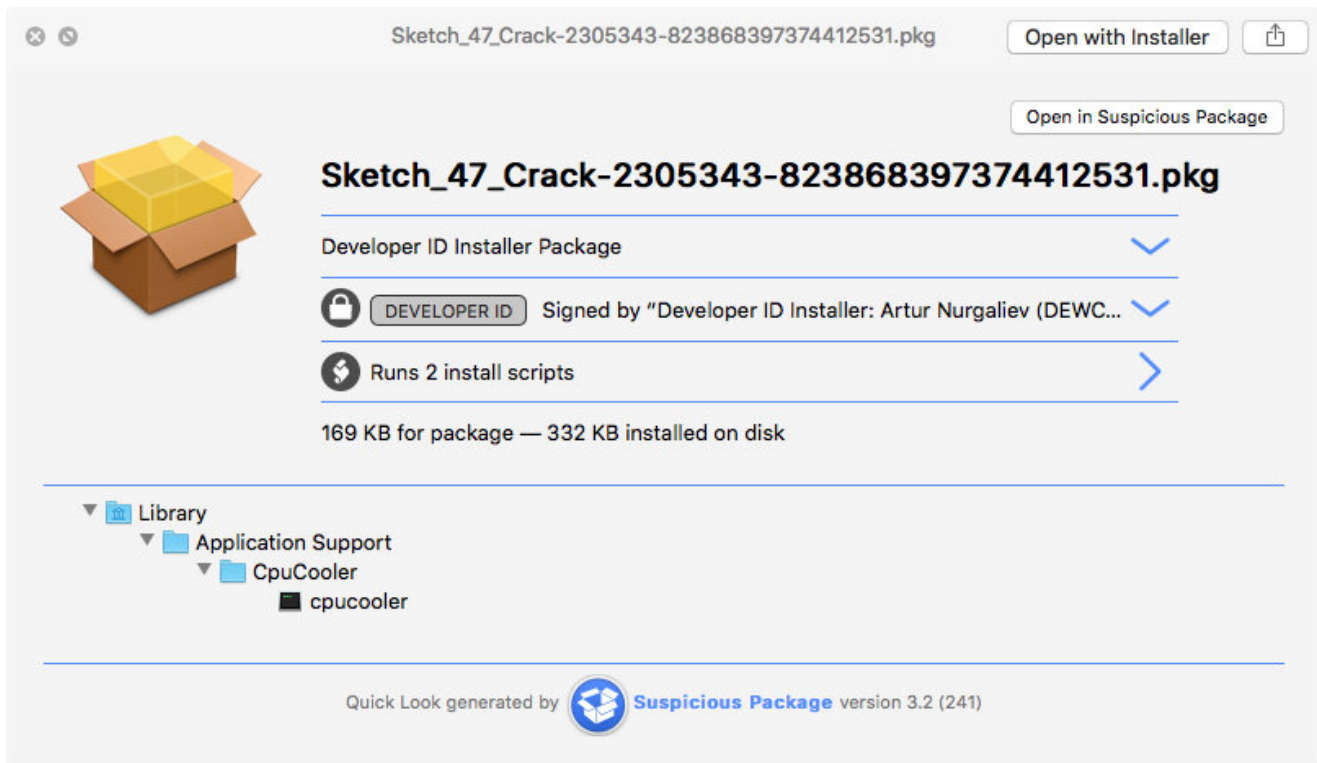 Sketch_47_Crack-2305343-823868397374412531.pkg
Open with Installer
Open in Suspicious Package
Sketch_47_Crack-2305343-823868397374412531.pkg
Developer ID Installer Package
DEVELOPER ID Signed by “Developer ID Installer: Artur Nurgaliev (DEWC...
Runs 2 install scripts
169 KB for package — 332 KB installed on disk
Library
Application Support
CpuCooler
cpucooler
Quick Look generated by Suspicious Package version 3.2 (241)